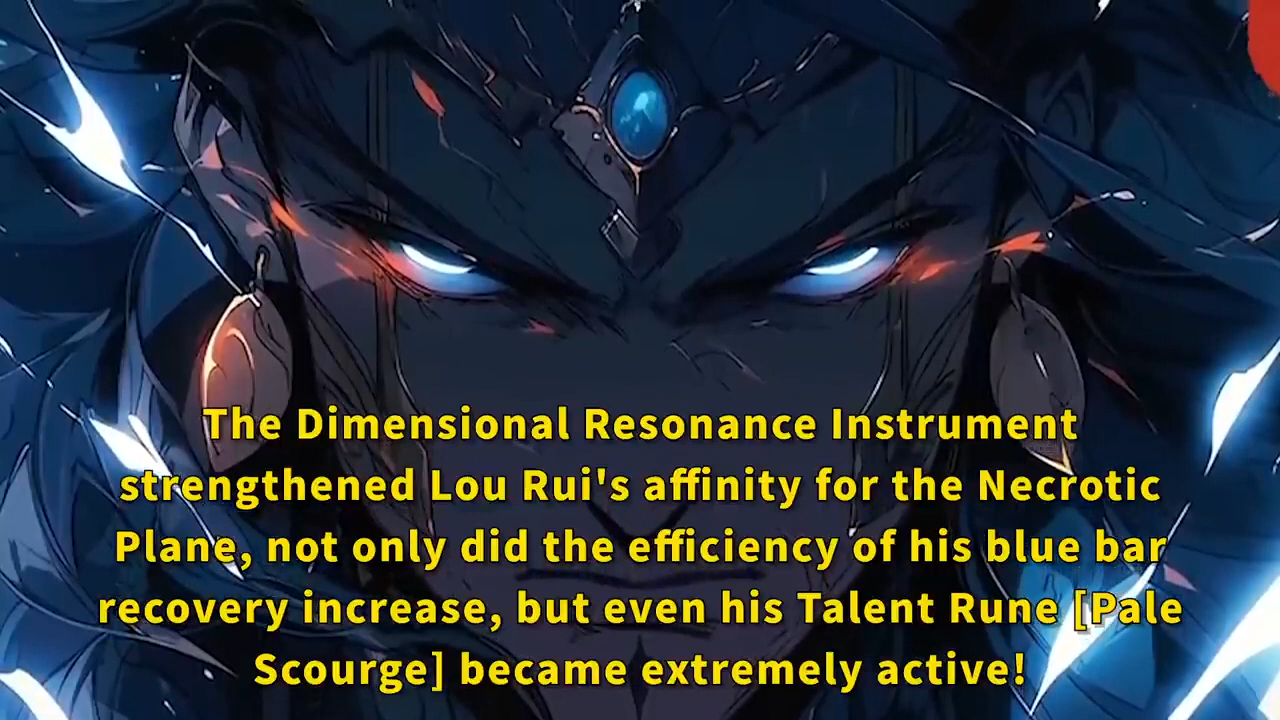 The Dimensional Resonance Instrument
strengthened Lou Rui's affinity for the Necrotic
Plane, not only did the efficiency of his blue bar
recovery increase, but even his Talent Rune [Pale
Scourge] became extremely active!